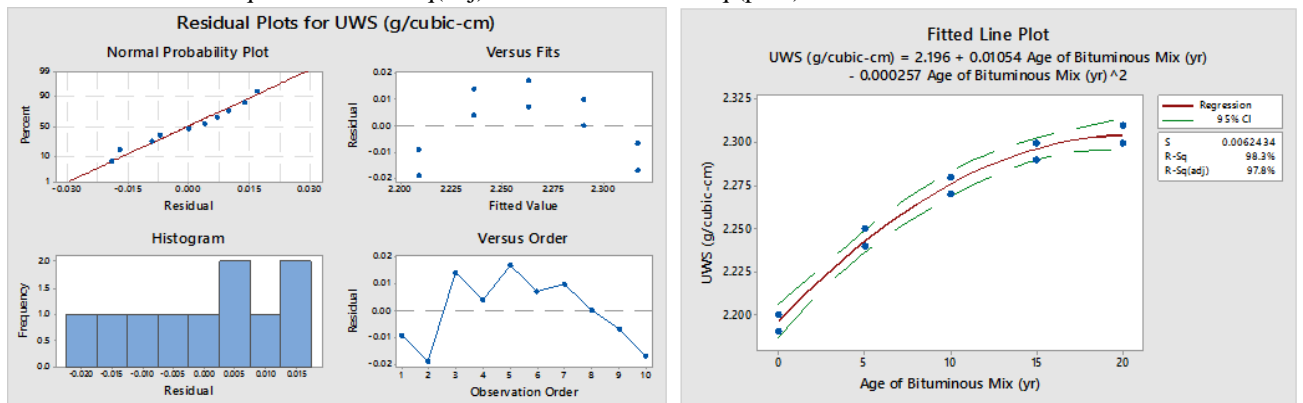 Residual Plots for UWS (g/cubic-cm)
Normal Probability Plot
Versus Fits
99
90
50
10
1
Percent
-0.030
-0.015
0.000
0.015
0.030
Residual
0.02
0.01
0.00
-0.01
-0.02
Residual
2.200
2.225
2.250
2.275
2.300
Fitted Value
Histogram
Versus Order
2.0
1.5
1.0
0.5
0.0
Frequency
-0.020
-0.015
-0.010
-0.005
0.000
0.005
0.010
0.015
Residual
0.02
0.01
0.00
-0.01
-0.02
Residual
1
2
3
4
5
6
7
8
9
10
Observation Order
Fitted Line Plot
UWS (g/cubic-cm) = 2.196 + 0.01054 Age of Bituminous Mix (yr)
- 0.000257 Age of Bituminous Mix (yr)^2
2.325
2.300
2.275
2.250
2.225
2.200
UWS (g/cubic-cm)
0
5
10
15
20
Age of Bituminous Mix (yr)
Regression
95% CI
S 0.0062434
R-Sq 98.3%
R-Sq(adj) 97.8%